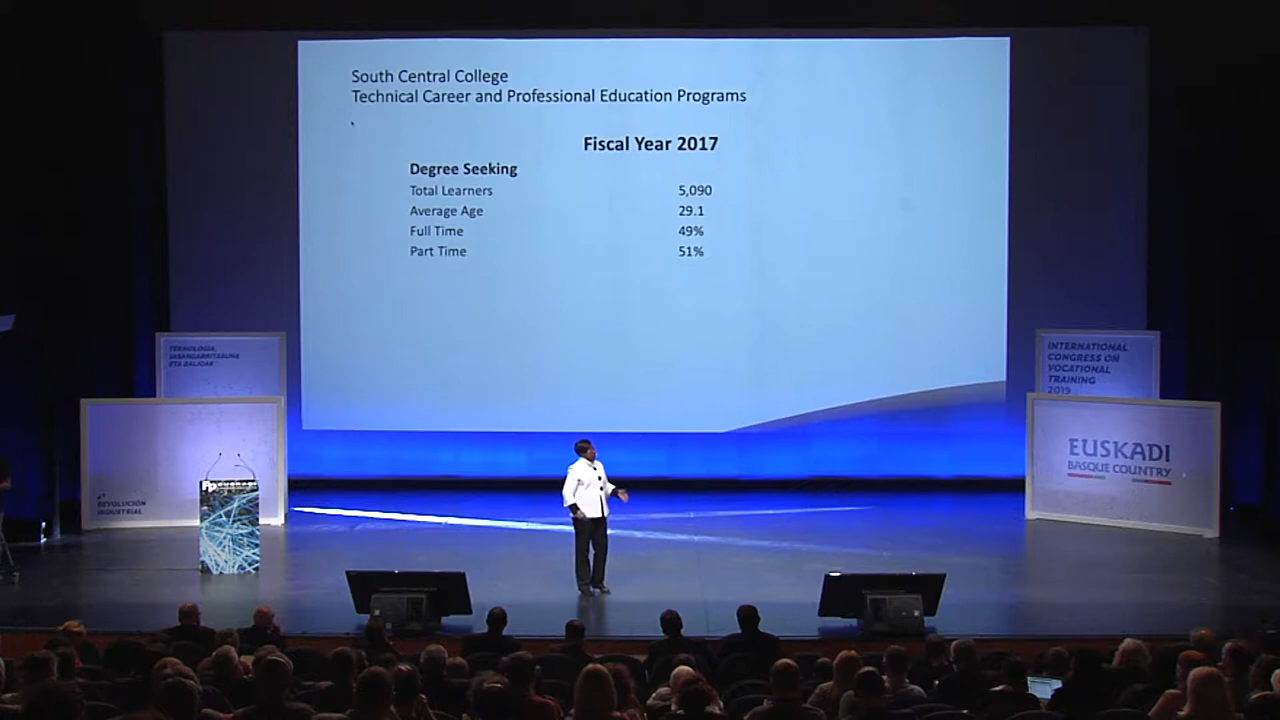 South Central College
Technical Career and Professional Education Programs
Fiscal Year 2017
Degree Seeking
Total Learners 5,090
Average Age 29.1
Full Time 49%
Part Time 51%
TEKNOLOGIA,
JASANGARRITASUNA
ETA BALIOAK
INTERNATIONAL
CONGRESS ON
VOCATIONAL
TRAINING
2019
EUSKADI
BASQUE COUNTRY
REVOLUCIÓN
INDUSTRIAL
Fp euskadi